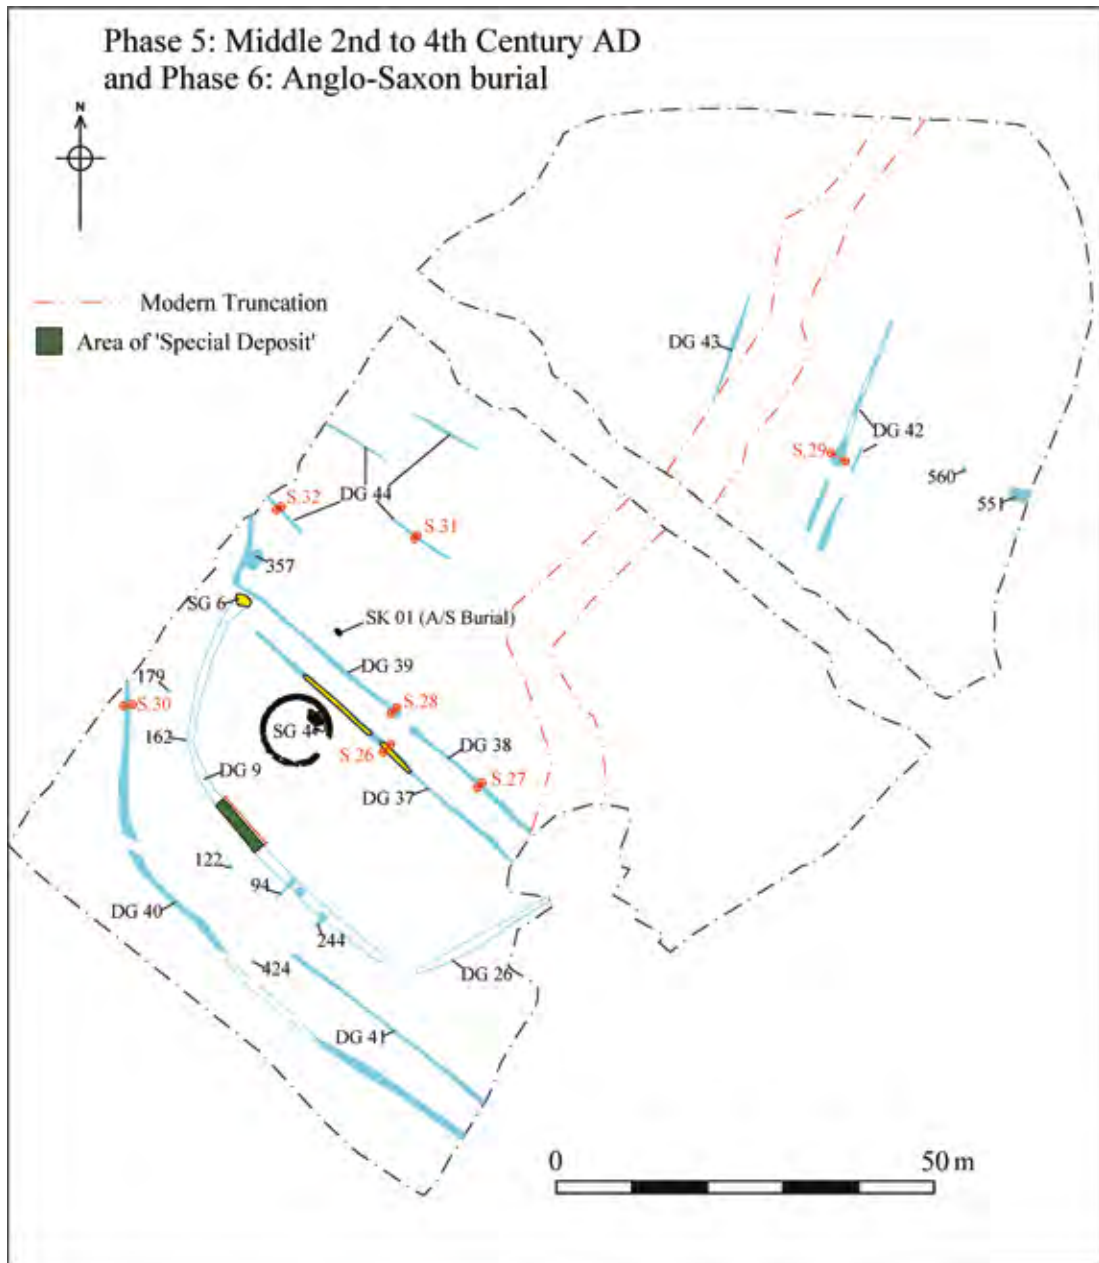 Phase 5: Middle 2nd to 4th Century AD
and Phase 6: Anglo-Saxon burial
N
Modern Truncation
Area of 'Special Deposit'
DG 43
DG 42
S.29
560
551
DG 44
S.32
S.31
357
SG 6
SK 01 (A/S Burial)
DG 39
179
S.30
S.28
SG 4
162
S.26
DG 38
DG 9
S.27
DG 37
122
94
DG 40
244
424
DG 26
DG 41
0
50 m